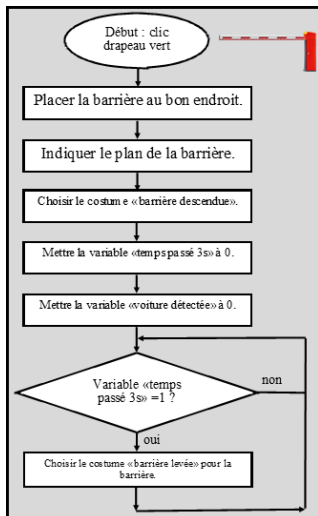 Début : clic
drapeau vert
Placer la barrière au bon endroit.
Indiquer le plan de la barrière.
Choisir le costume «barrière descendue».
Mettre la variable «temps passé 3s» à 0.
Mettre la variable «voiture détectée» à 0.
Variable «temps
passé 3s» =1 ?
non
oui
Choisir le costume «barrière levée» pour la
barrière.